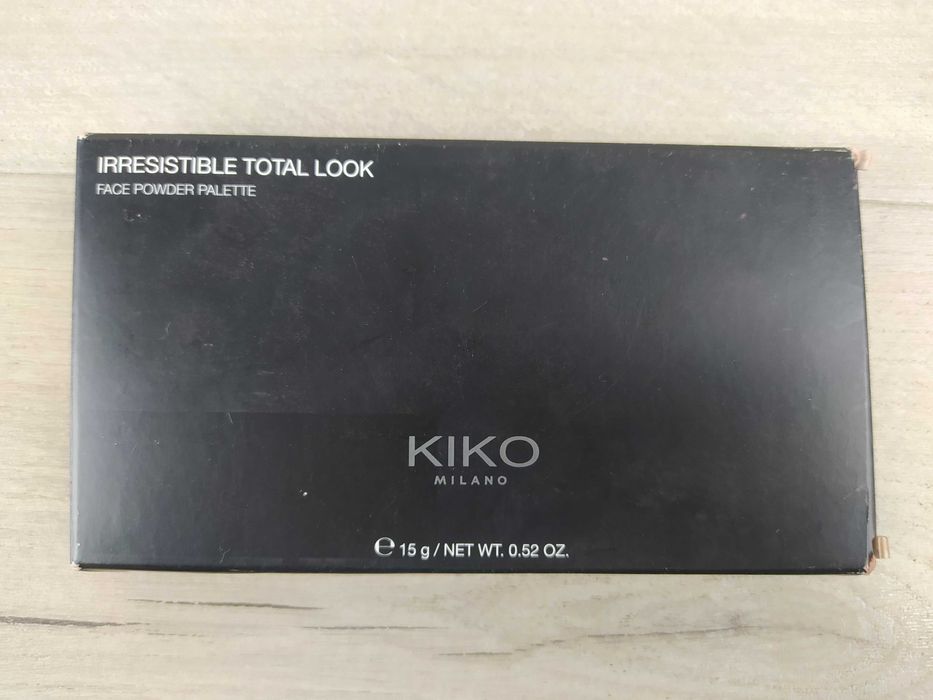 IRRESISTIBLE TOTAL LOOK
FACE POWDER PALETTE
KIKO
MILANO
℮ 15 g / NET WT. 0.52 OZ.